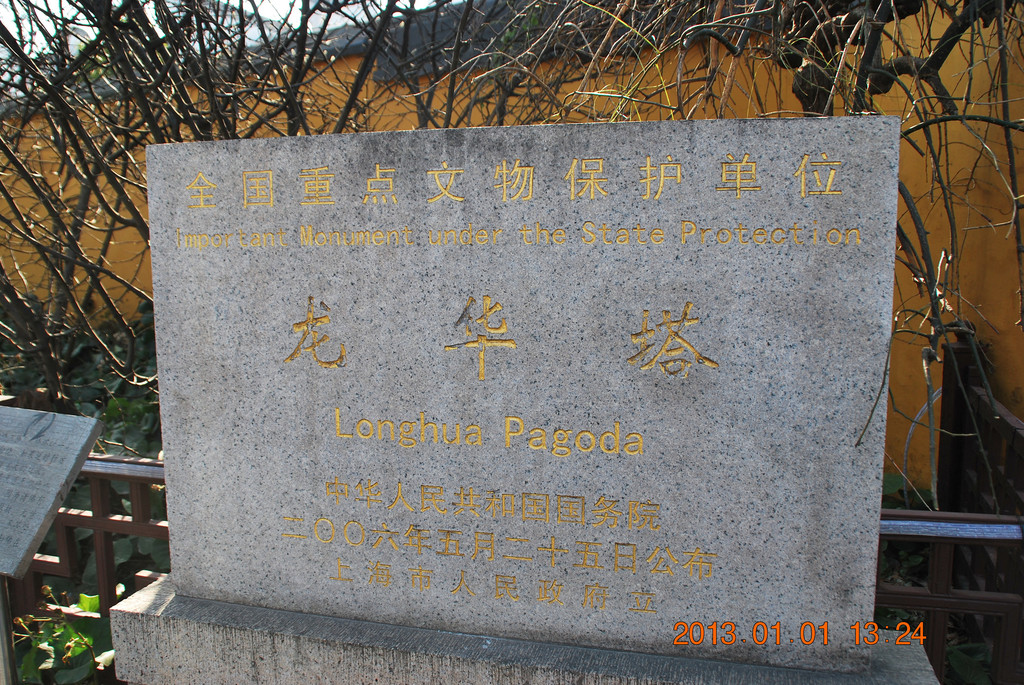 全国重点文物保护单位
Important Monument under the State Protection
龙华塔
Longhua Pagoda
中华人民共和国国务院
二〇〇六年五月二十五日公布
上海市人民政府立
2013.01.01 13:24